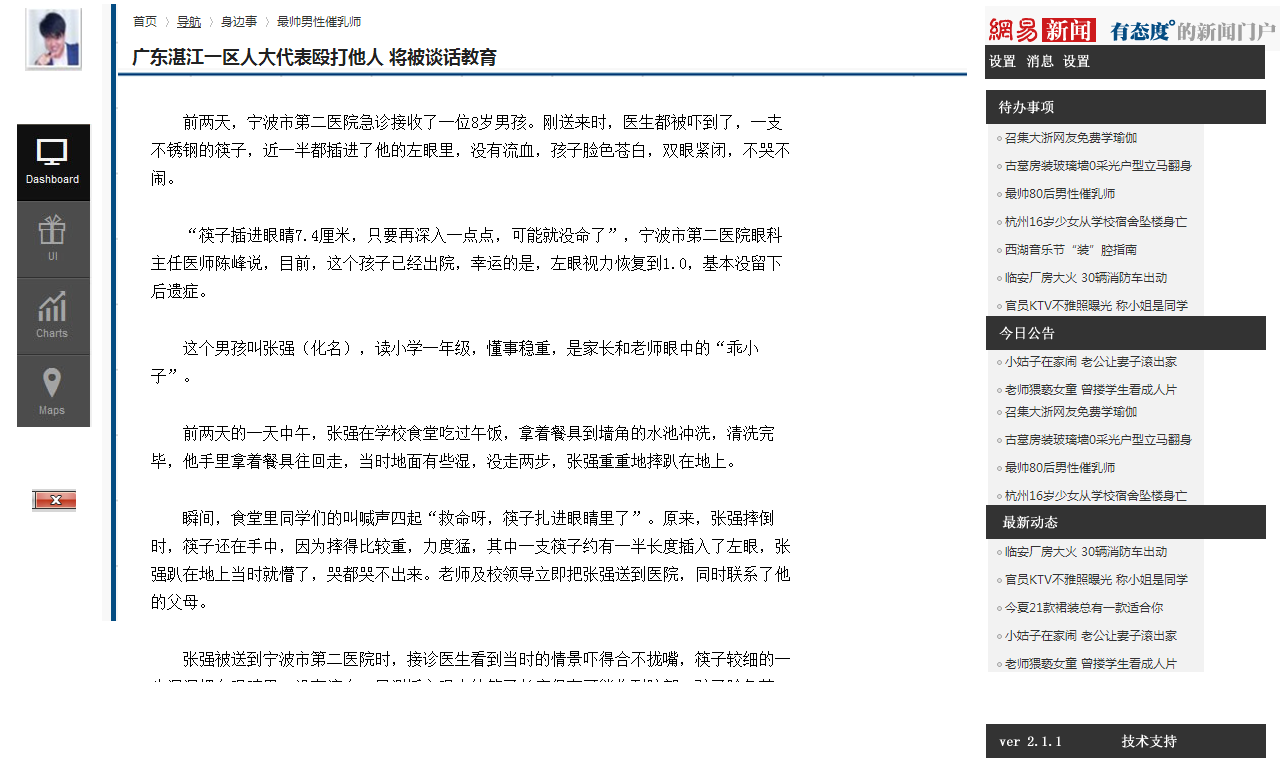 首页 〉 导航 〉 身边事 〉 最帅男性催乳师
广东湛江一区人大代表殴打他人 将被谈话教育
Dashboard
UI
Charts
Maps
x
前两天，宁波市第二医院急诊接收了一位8岁男孩。刚送来时，医生都被吓到了，一支
不锈钢的筷子，近一半都插进了他的左眼里，没有流血，孩子脸色苍白，双眼紧闭，不哭不
闹。
“筷子插进眼睛7.4厘米，只要再深入一点点，可能就没命了”，宁波市第二医院眼科
主任医师陈峰说，目前，这个孩子已经出院，幸运的是，左眼视力恢复到1.0，基本没留下
后遗症。
这个男孩叫张强（化名），读小学一年级，懂事稳重，是家长和老师眼中的“乖小
子”。
前两天的一天中午，张强在学校食堂吃过午饭，拿着餐具到墙角的水池冲洗，清洗完
毕，他手里拿着餐具往回走，当时地面有些湿，没走两步，张强重重地摔趴在地上。
瞬间，食堂里同学们的叫喊声四起“救命呀，筷子扎进眼睛里了”。原来，张强摔倒
时，筷子还在手中，因为摔得比较重，力度猛，其中一支筷子约有一半长度插入了左眼，张
强趴在地上当时就懵了，哭都哭不出来。老师及校领导立即把张强送到医院，同时联系了他
的父母。
张强被送到宁波市第二医院时，接诊医生看到当时的情景吓得合不拢嘴，筷子较细的一
網易 新闻 有态度°的新闻门户
设置 消息 设置
待办事项
召集大浙网友免费学瑜伽
古墓房装玻璃墙0采光户型立马翻身
最帅80后男性催乳师
杭州16岁少女从学校宿舍坠楼身亡
西湖音乐节“装”腔指南
临安厂房大火 30辆消防车出动
官员KTV不雅照曝光 称小姐是同学
今日公告
小姑子在家闹 老公让妻子滚出家
老师猥亵女童 曾搂学生看成人片
召集大浙网友免费学瑜伽
古墓房装玻璃墙0采光户型立马翻身
最帅80后男性催乳师
杭州16岁少女从学校宿舍坠楼身亡
最新动态
临安厂房大火 30辆消防车出动
官员KTV不雅照曝光 称小姐是同学
今夏21款裙装总有一款适合你
小姑子在家闹 老公让妻子滚出家
老师猥亵女童 曾搂学生看成人片
ver 2.1.1 技术支持